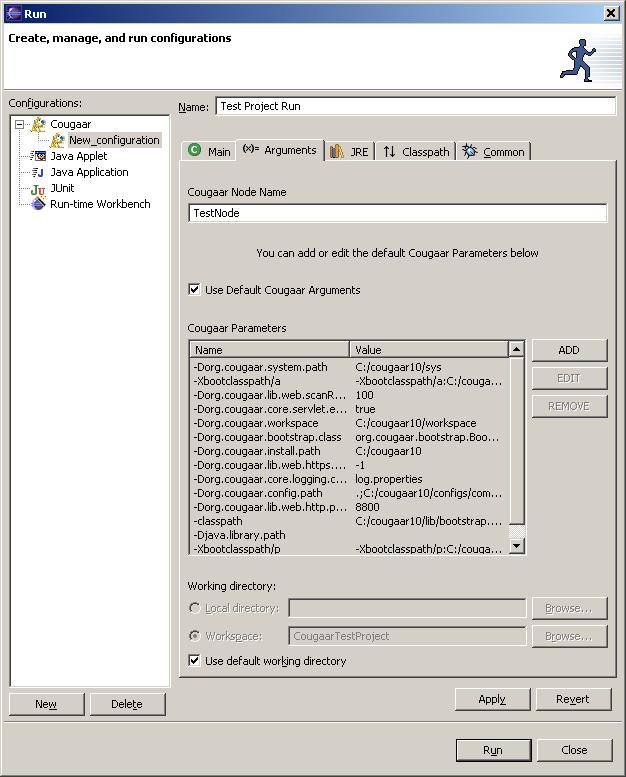 Run
Create, manage, and run configurations
Configurations:
Cougaar
New_configuration
Java Applet
Java Application
JUnit
Run-time Workbench
New
Delete
Name: Test Project Run
Main (x)= Arguments JRE Classpath Common
Cougaar Node Name
TestNode
You can add or edit the default Cougaar Parameters below
Use Default Cougaar Arguments
Cougaar Parameters
Name Value
-Dorg.cougaar.system.path C:/cougaar10/sys
-Xbootclasspath/a -Xbootclasspath/a:C:/couga...
-Dorg.cougaar.lib.web.scanR... 100
-Dorg.cougaar.core.servlet.e... true
-Dorg.cougaar.workspace C:/cougaar10/workspace
-Dorg.cougaar.bootstrap.class org.cougaar.bootstrap.Boo...
-Dorg.cougaar.install.path C:/cougaar10
-Dorg.cougaar.lib.web.https.... -1
-Dorg.cougaar.core.logging.c... log.properties
-Dorg.cougaar.config.path .;C:/cougaar10/configs/com...
-Dorg.cougaar.lib.web.http.p... 8800
-classpath C:/cougaar10/lib/bootstrap....
-Djava.library.path
-Xbootclasspath/p -Xbootclasspath/p:C:/couga...
ADD
EDIT
REMOVE
Working directory:
Local directory: Browse...
Workspace: CougaarTestProject Browse...
Use default working directory
Apply Revert
Run Close